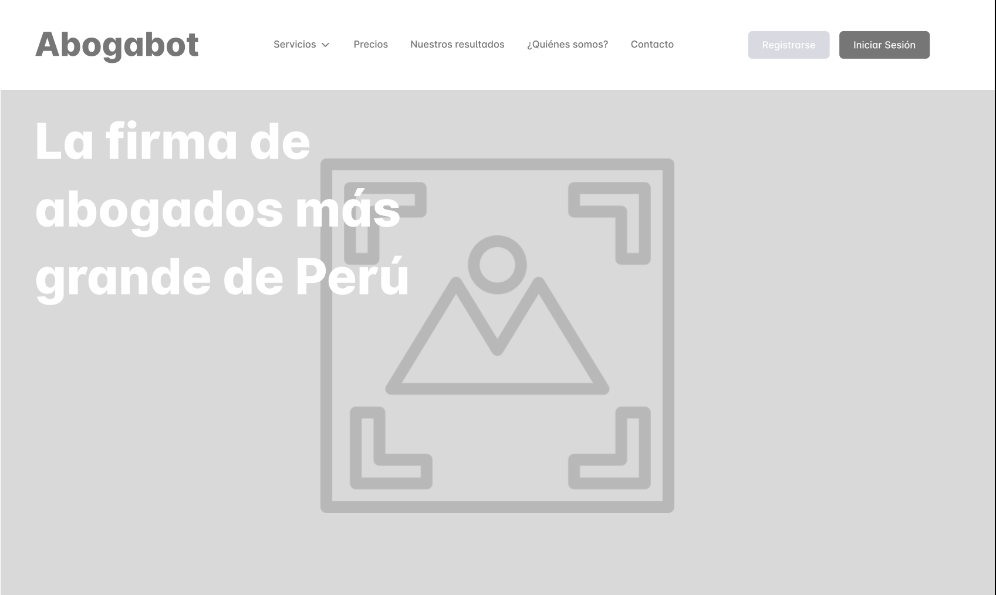 Abogabot
Servicios
Precios
Nuestros resultados
¿Quiénes somos?
Contacto
Registrarse
Iniciar Sesión
La firma de
abogados más
grande de Perú